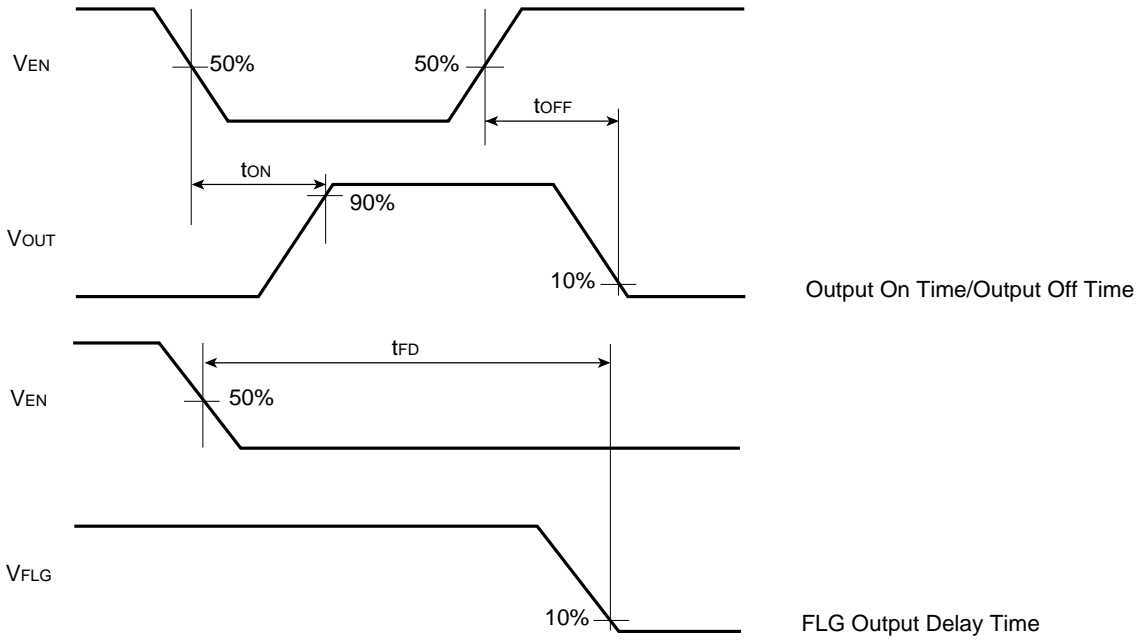 VEN
50%
50%
tOFF
tON
90%
VOUT
10%
Output On Time/Output Off Time
tFD
VEN
50%
VFLG
10%
FLG Output Delay Time